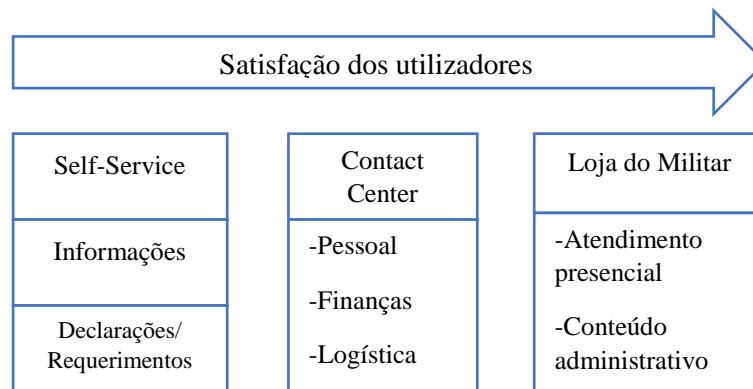 Satisfação dos utilizadores
Self-Service
Informações
Declarações/
Requerimentos
Contact
Center
-Pessoal
-Finanças
-Logística
Loja do Militar
-Atendimento
presencial
-Conteúdo
administrativo